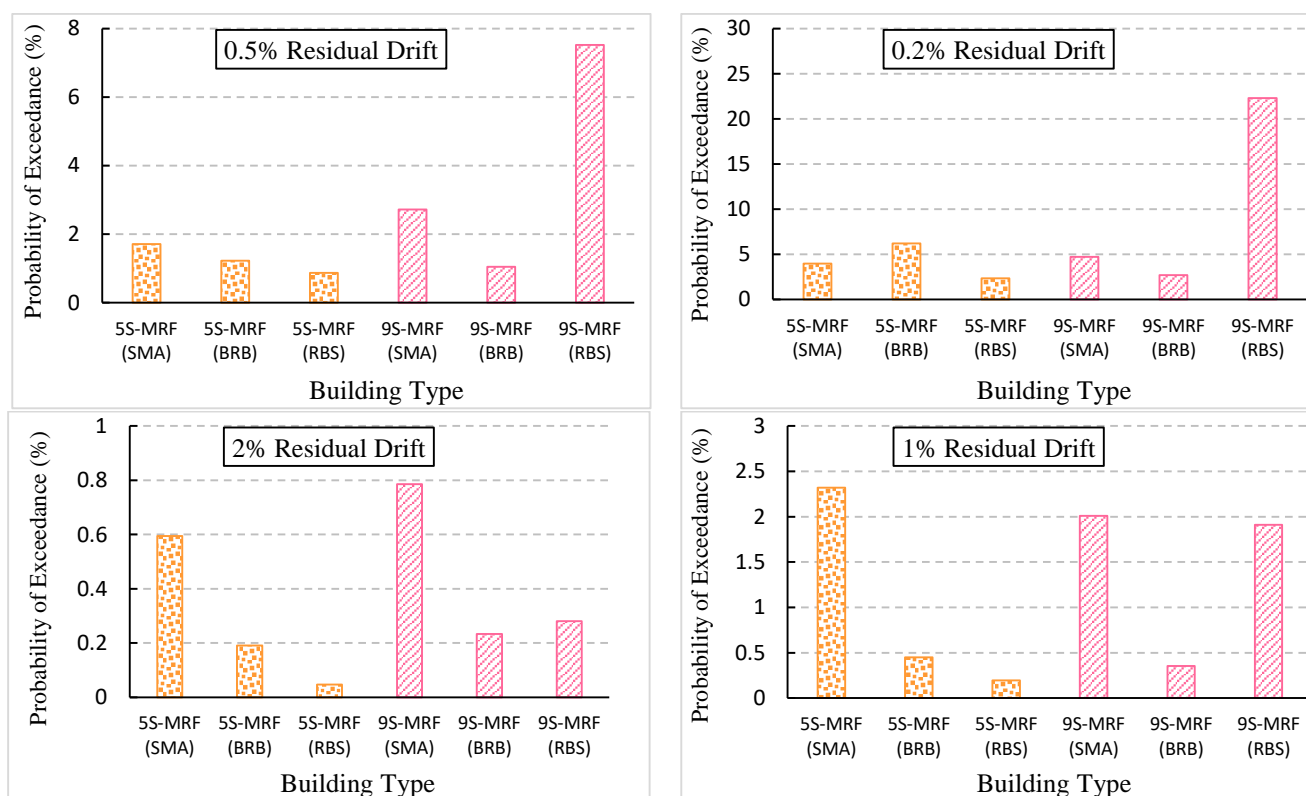 Probability of Exceedance (%)
0.5% Residual Drift
8
6
4
2
0
5S-MRF 5S-MRF 5S-MRF 9S-MRF 9S-MRF 9S-MRF
(SMA) (BRB) (RBS) (SMA) (BRB) (RBS)
Building Type
Probability of Exceedance (%)
0.2% Residual Drift
30
25
20
15
10
5
0
5S-MRF 5S-MRF 5S-MRF 9S-MRF 9S-MRF 9S-MRF
(SMA) (BRB) (RBS) (SMA) (BRB) (RBS)
Building Type
Probability of Exceedance (%)
2% Residual Drift
1
0.8
0.6
0.4
0.2
0
5S-MRF 5S-MRF 5S-MRF 9S-MRF 9S-MRF 9S-MRF
(SMA) (BRB) (RBS) (SMA) (BRB) (RBS)
Building Type
Probability of Exceedance (%)
1% Residual Drift
3
2.5
2
1.5
1
0.5
0
5S-MRF 5S-MRF 5S-MRF 9S-MRF 9S-MRF 9S-MRF
(SMA) (BRB) (RBS) (SMA) (BRB) (RBS)
Building Type